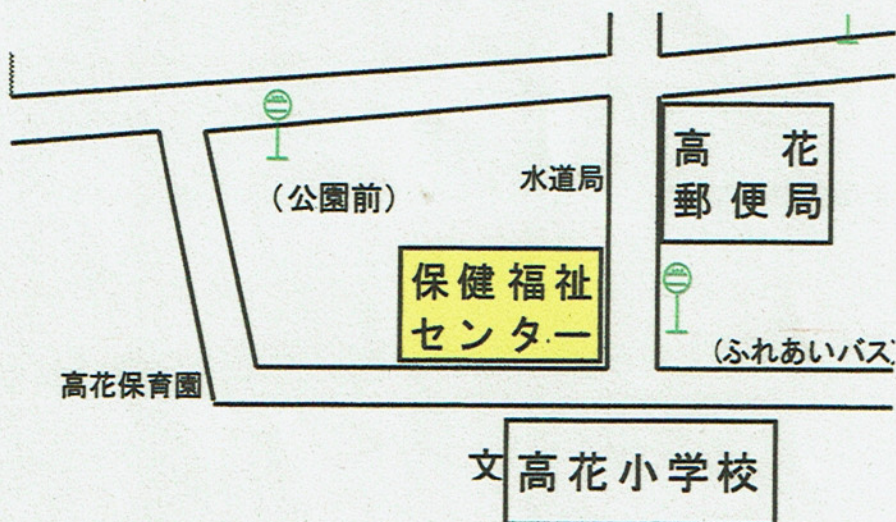 高花
郵便局
水道局
(公園前)
保健福祉
センター
(ふれあいバス)
高花保育園
文
高花小学校